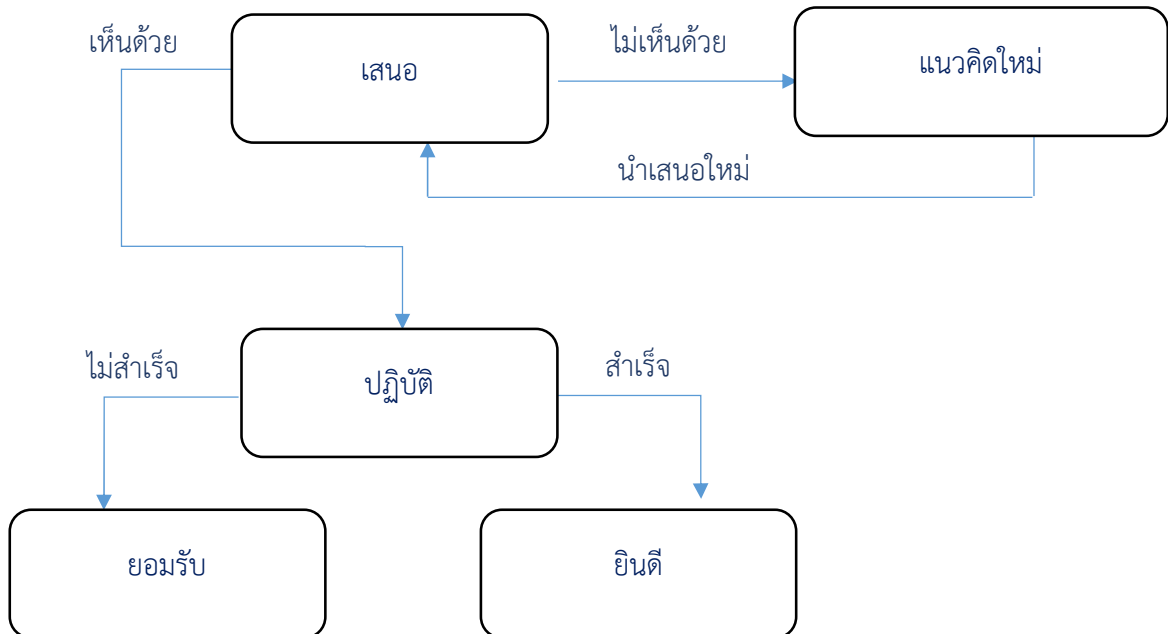 เห็นด้วย
เสนอ
ไม่เห็นด้วย
แนวคิดใหม่
นำเสนอใหม่
ไม่สำเร็จ
ปฏิบัติ
สำเร็จ
ยอมรับ
ยินดี